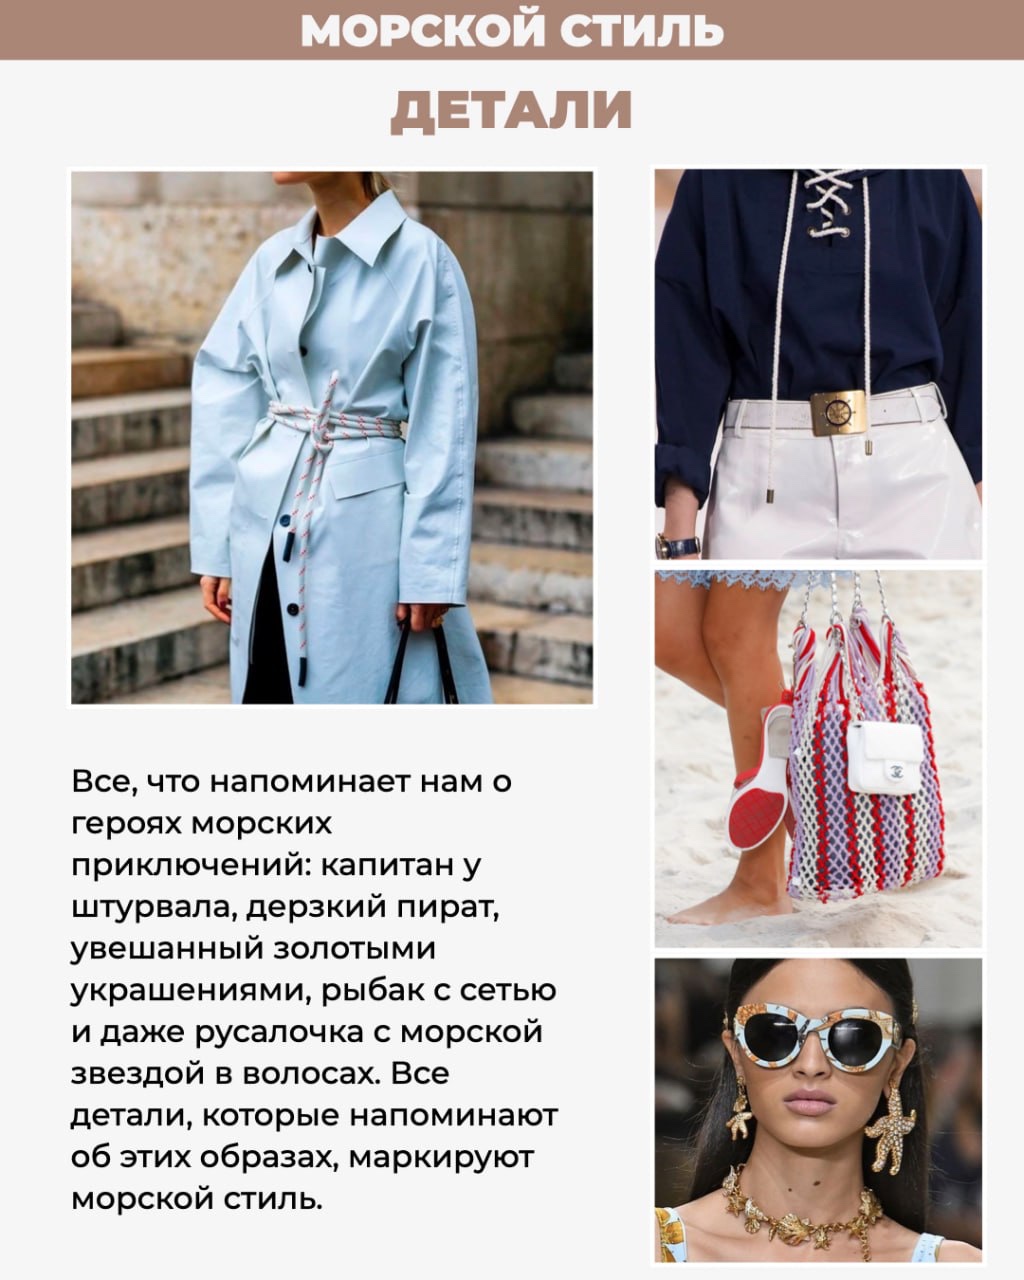 МОРСКОЙ СТИЛЬ
ДЕТАЛИ
Все, что напоминает нам о
героях морских
приключений: капитан у
штурвала, дерзкий пират,
увешанный золотыми
украшениями, рыбак с сетью
и даже русалочка с морской
звездой в волосах. Все
детали, которые напоминают
об этих образах, маркируют
морской стиль.